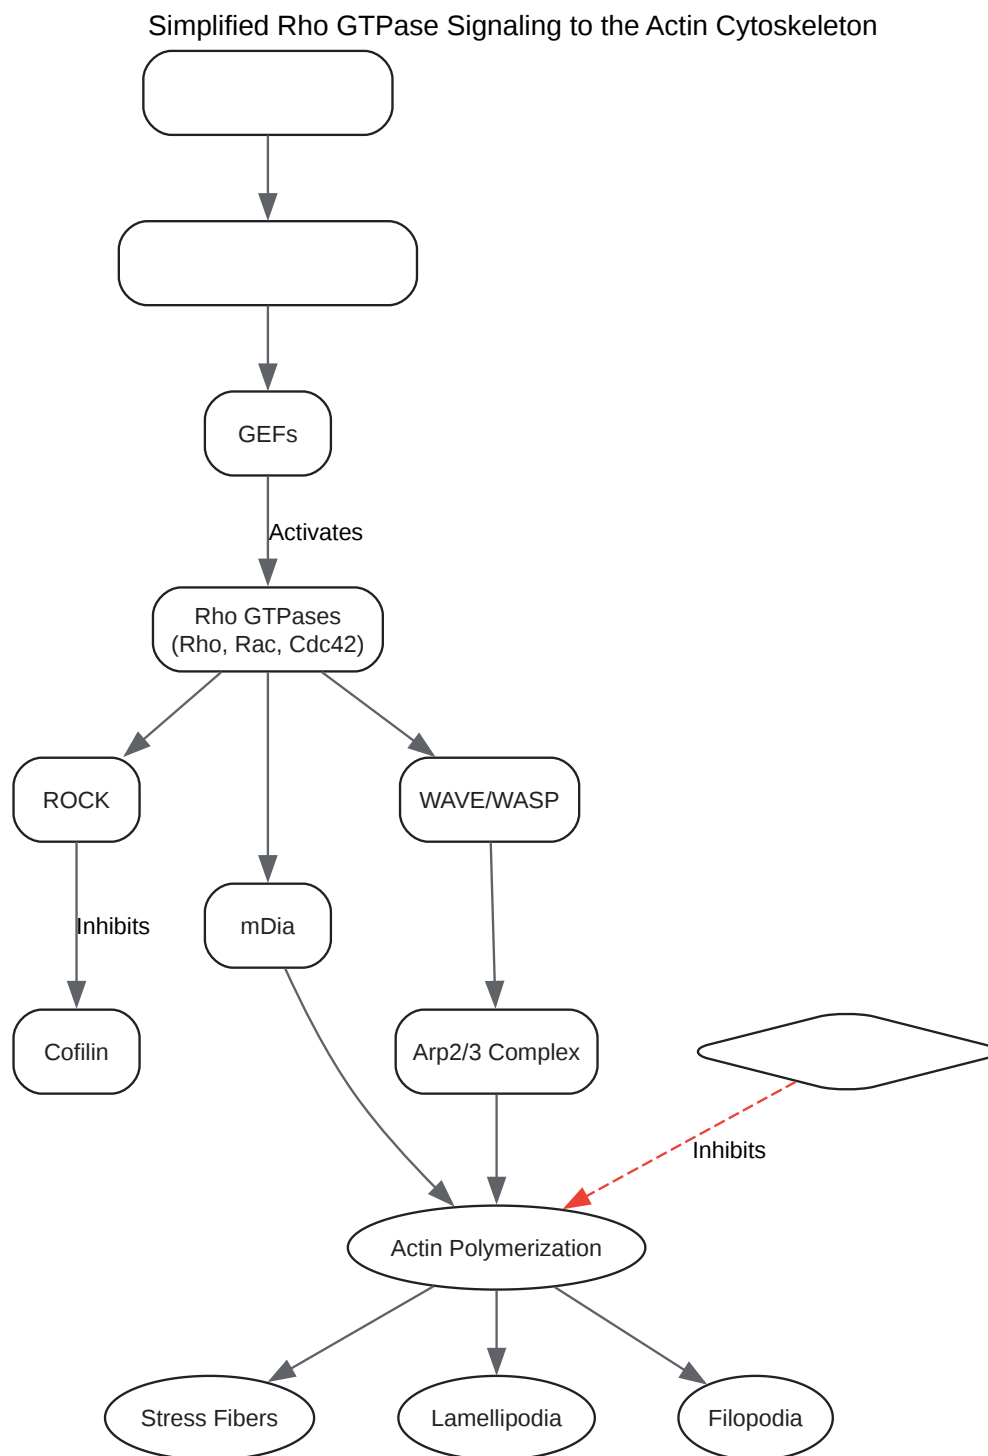 Simplified Rho GTPase Signaling to the Actin Cytoskeleton
GEFs
Activates
Rho GTPases
(Rho, Rac, Cdc42)
ROCK
WAVE/WASP
Inhibits
mDia
Cofilin
Arp2/3 Complex
Inhibits
Actin Polymerization
Stress Fibers
Lamellipodia
Filopodia